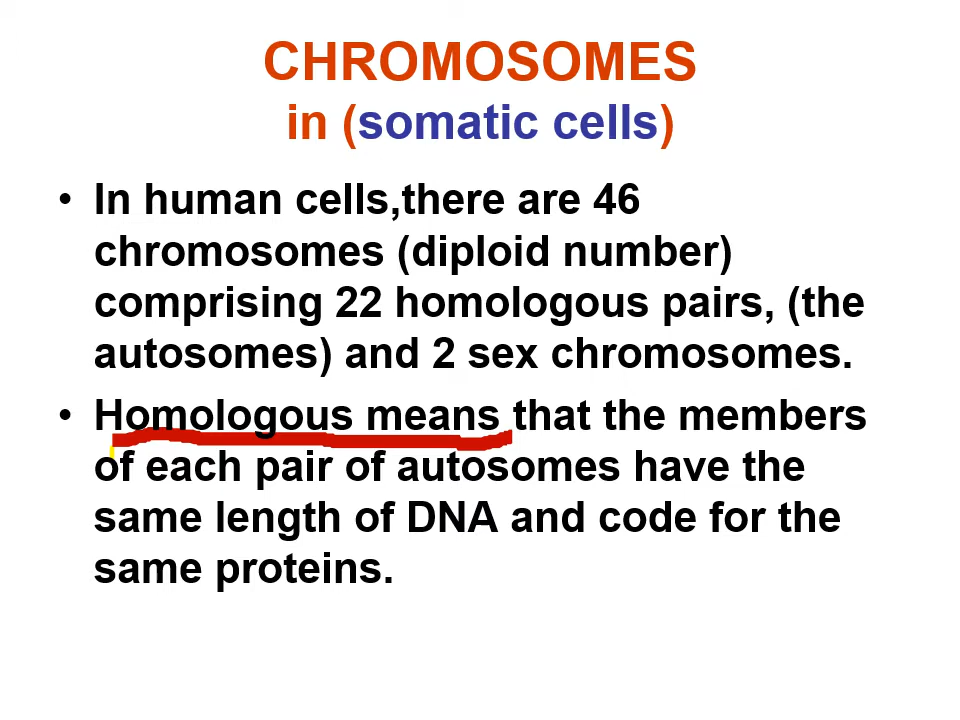 CHROMOSOMES
in (somatic cells)
• In human cells,there are 46
chromosomes (diploid number)
comprising 22 homologous pairs, (the
autosomes) and 2 sex chromosomes.
• Homologous means that the members
of each pair of autosomes have the
same length of DNA and code for the
same proteins.